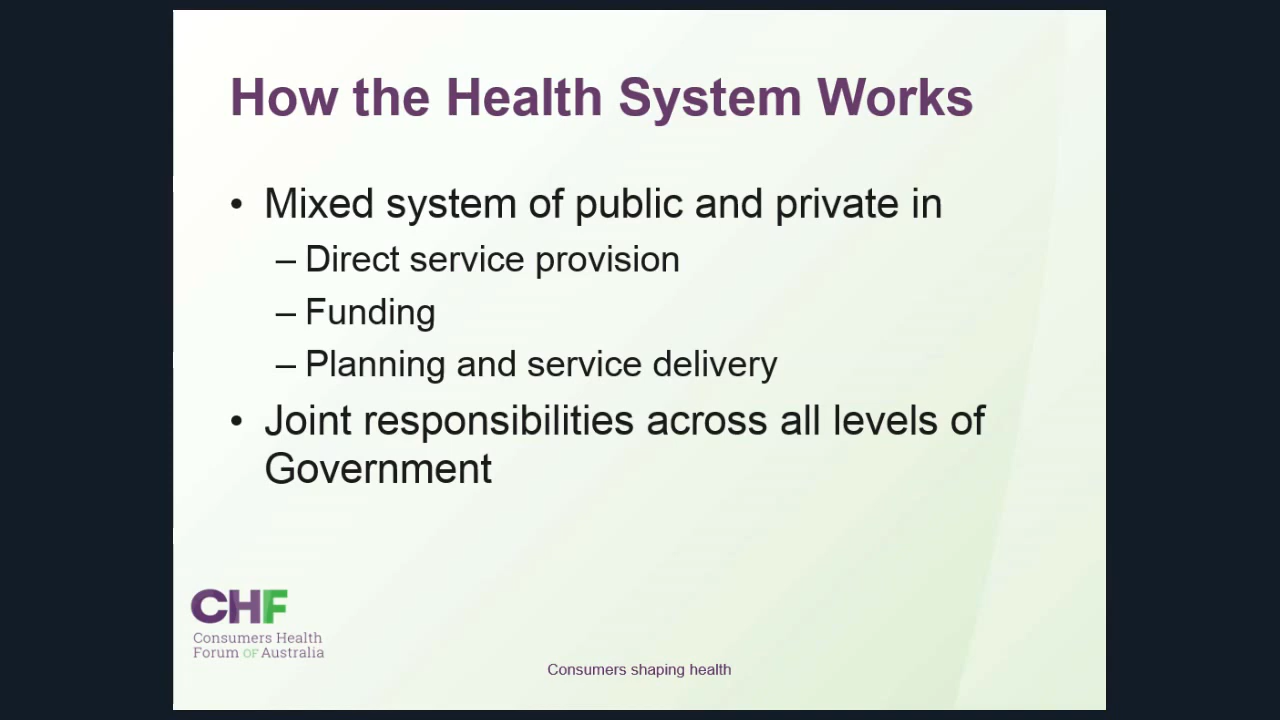 How the Health System Works
• Mixed system of public and private in
– Direct service provision
– Funding
– Planning and service delivery
• Joint responsibilities across all levels of
Government
CHF
Consumers Health
Forum OF Australia
Consumers shaping health